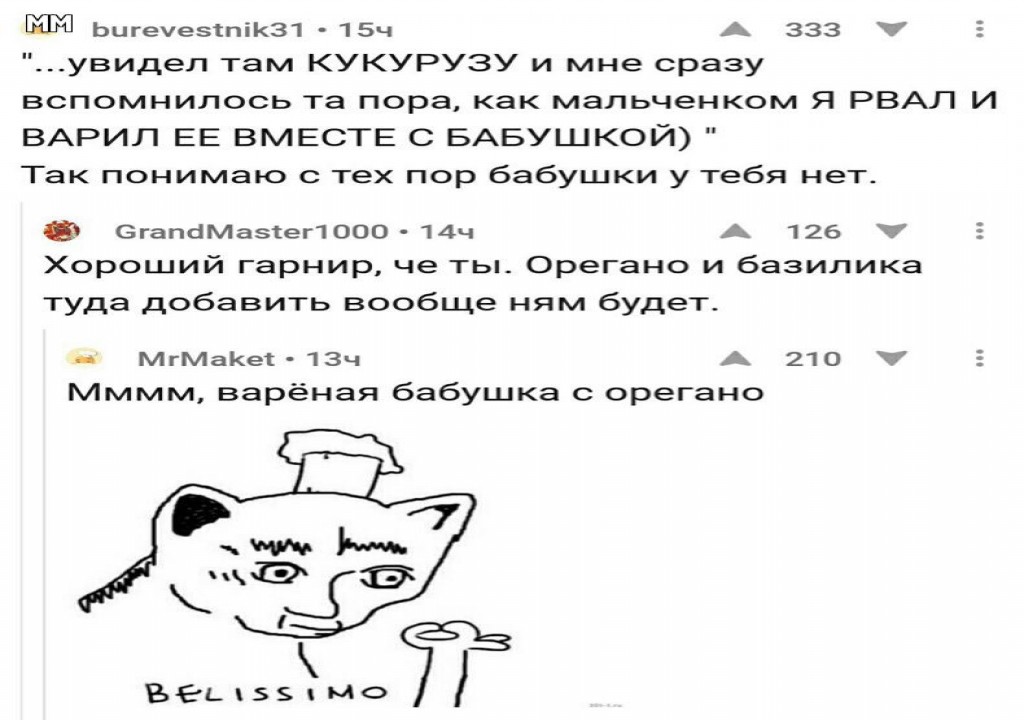 MM burevestnik31 • 15ч 333
"...увидел там КУКУРУЗУ и мне сразу
вспомнилось та пора, как мальченком Я РВАЛ И
ВАРИЛ ЕЕ ВМЕСТЕ С БАБУШКОЙ) "
Так понимаю с тех пор бабушки у тебя нет.
GrandMaster1000 • 14ч 126
Хороший гарнир, че ты. Орегано и базилика
туда добавить вообще ням будет.
MrMaket • 13ч 210
Мммм, варёная бабушка с орегано
BELISSIMO